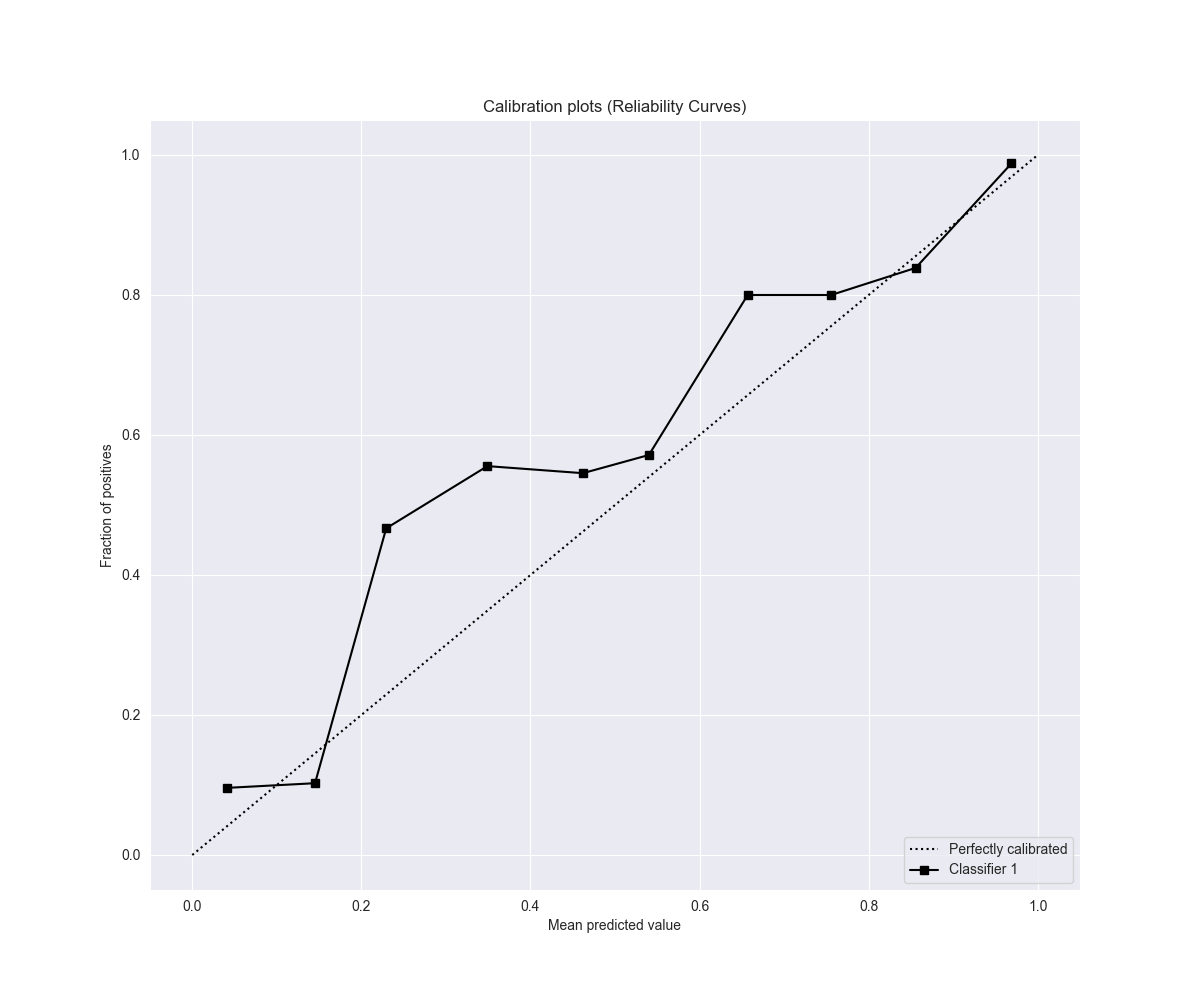 Calibration plots (Reliability Curves)
1.0
0.8
0.6
0.4
0.2
0.0
Fraction of positives
0.0 0.2 0.4 0.6 0.8 1.0
Mean predicted value
Perfectly calibrated
Classifier 1